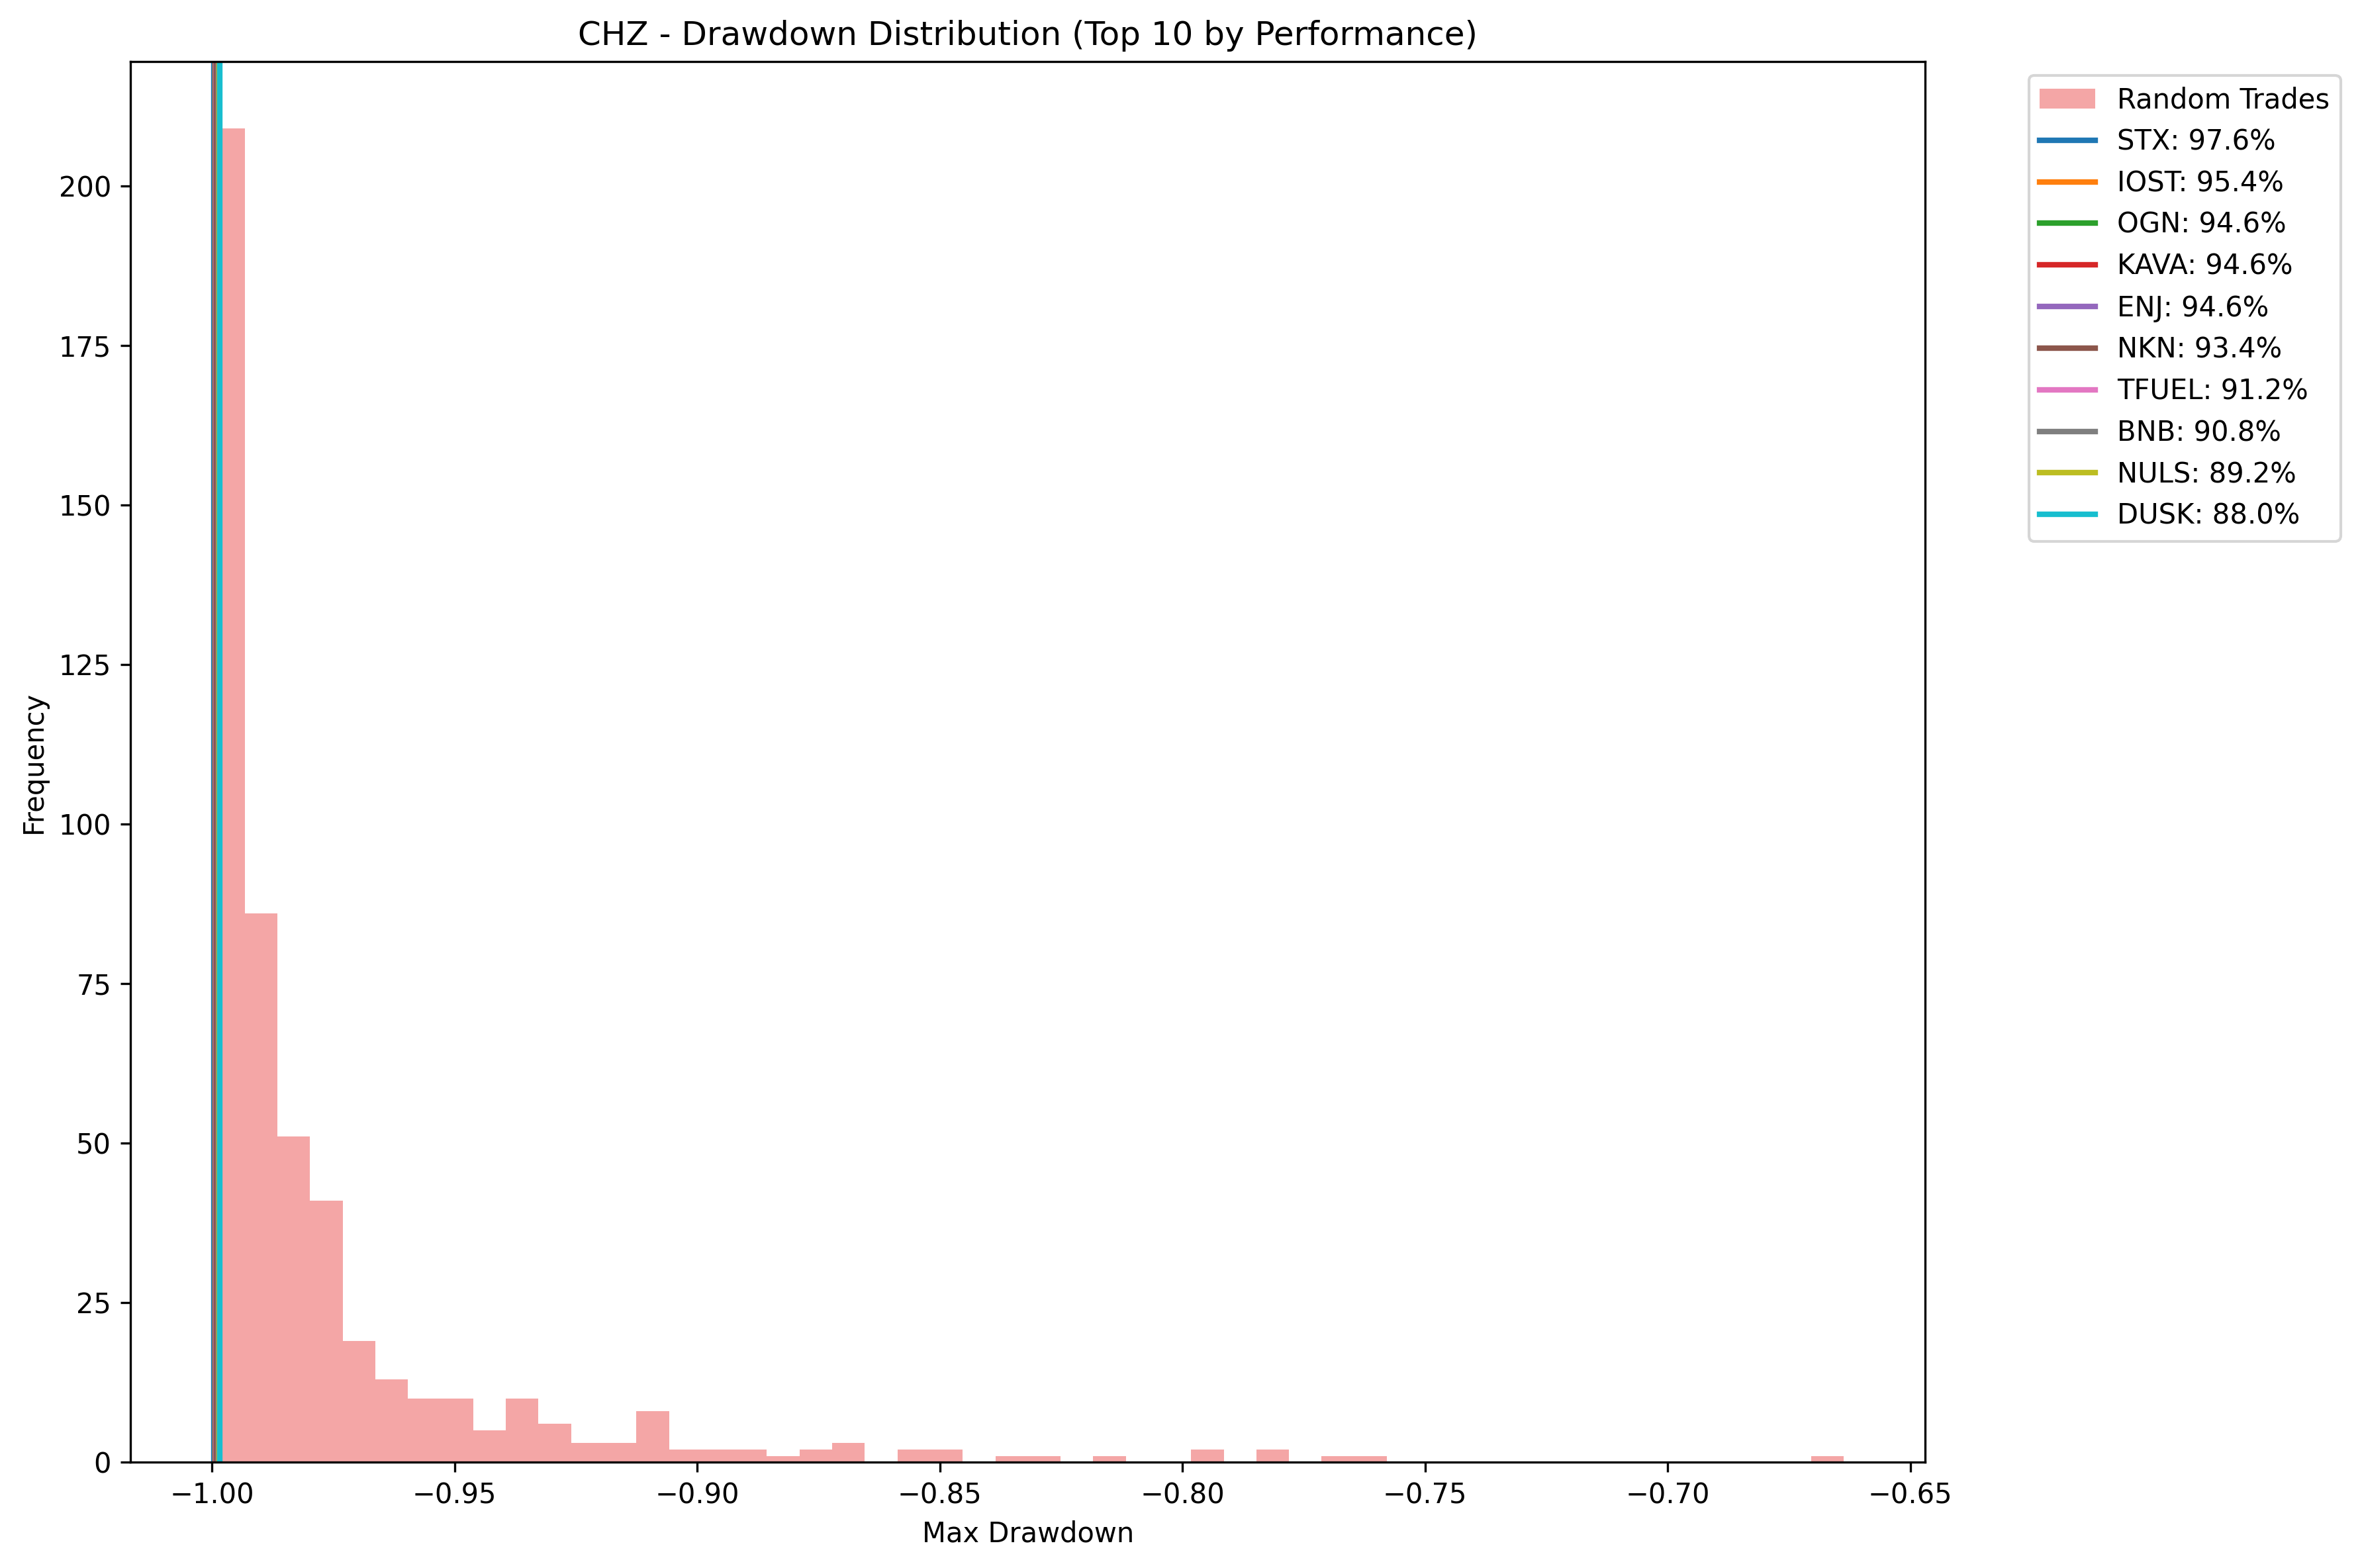 CHZ - Drawdown Distribution (Top 10 by Performance)
Frequency
200
175
150
125
100
75
50
25
0
−1.00
−0.95
−0.90
−0.85
−0.80
−0.75
−0.70
−0.65
Max Drawdown
Random Trades
STX: 97.6%
IOST: 95.4%
OGN: 94.6%
KAVA: 94.6%
ENJ: 94.6%
NKN: 93.4%
TFUEL: 91.2%
BNB: 90.8%
NULS: 89.2%
DUSK: 88.0%